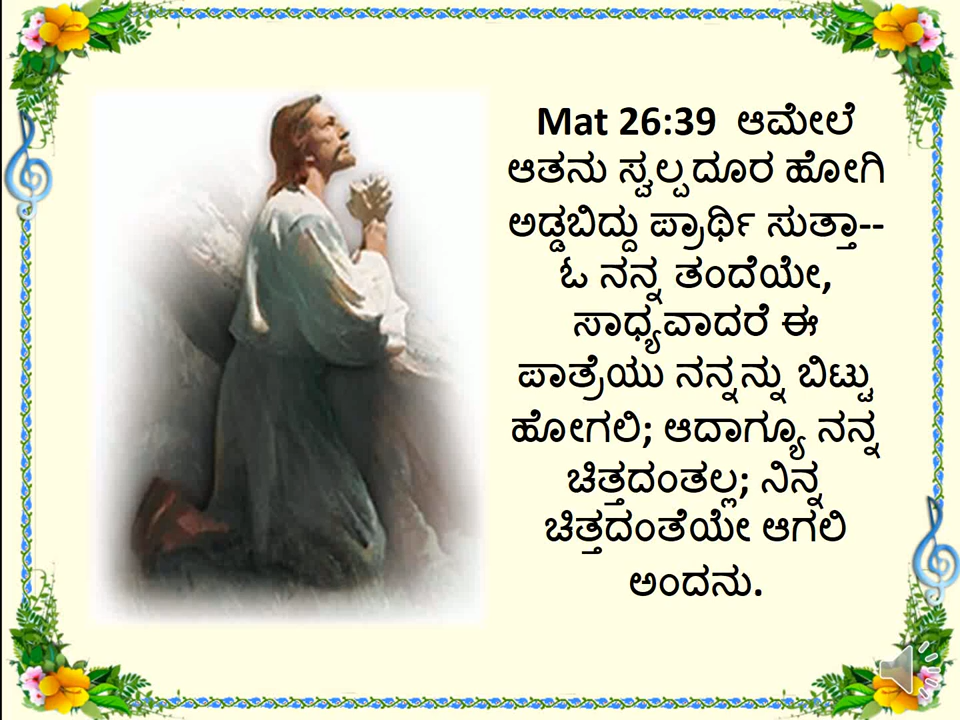 Mat 26:39 ಆಮೇಲೆ
ಆತನು ಸ್ವಲ್ಪದೂರ ಹೋಗಿ
ಅಡ್ಡಬಿದ್ದು ಪ್ರಾರ್ಥಿ ಸುತ್ತಾ--
ಓ ನನ್ನ ತಂದೆಯೇ,
ಸಾಧ್ಯವಾದರೆ ಈ
ಪಾತ್ರೆಯು ನನ್ನನ್ನು ಬಿಟ್ಟು
ಹೋಗಲಿ; ಆದಾಗ್ಯೂ ನನ್ನ
ಚಿತ್ತದಂತಲ್ಲ; ನಿನ್ನ
ಚಿತ್ತದಂತೆಯೇ ಆಗಲಿ
ಅಂದನು.